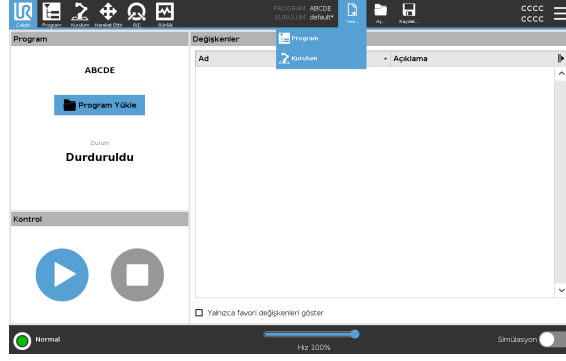 UR
Çalıştır Program Kurulum Hareket Ettir G/Ç Günlük
PROGRAM ABCDE
KURULUM default*
Yeni... Aç... Kaydet...
CCCC
CCCC
Program
ABCDE
Program Yükle
Durum
Durduruldu
Kontrol
Değişkenler
Program
Kurulum
Ad Açıklama
Yalnızca favori değişkenleri göster
Normal
Hız 100%
Simülasyon